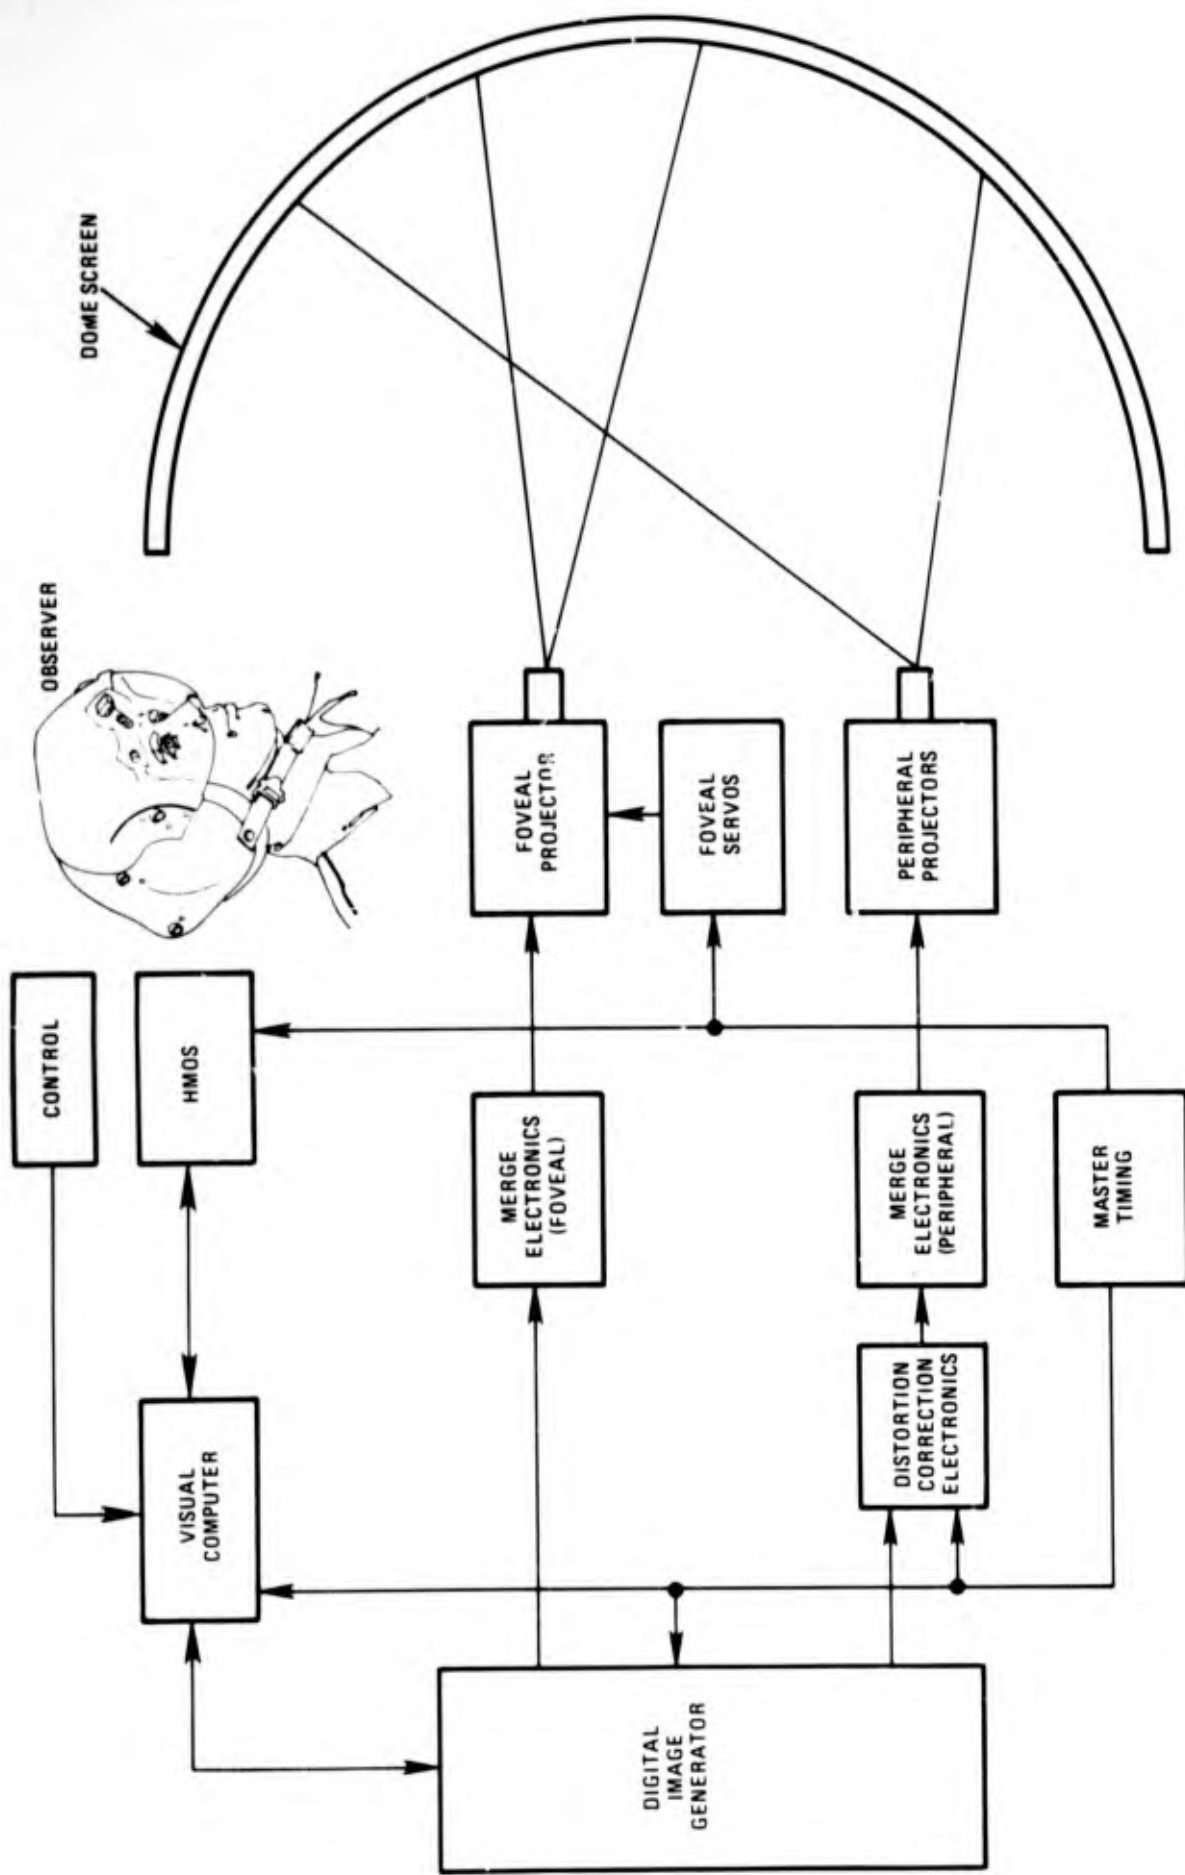 DOME SCREEN
OBSERVER
CONTROL
HMOS
VISUAL
COMPUTER
FOVEAL
PROJECTOR
FOVEAL
SERVOS
PERIPHERAL
PROJECTORS
MERGE
ELECTRONICS
(FOVEAL)
MERGE
ELECTRONICS
(PERIPHERAL)
DISTORTION
CORRECTION
ELECTRONICS
MASTER
TIMING
DIGITAL
IMAGE
GENERATOR